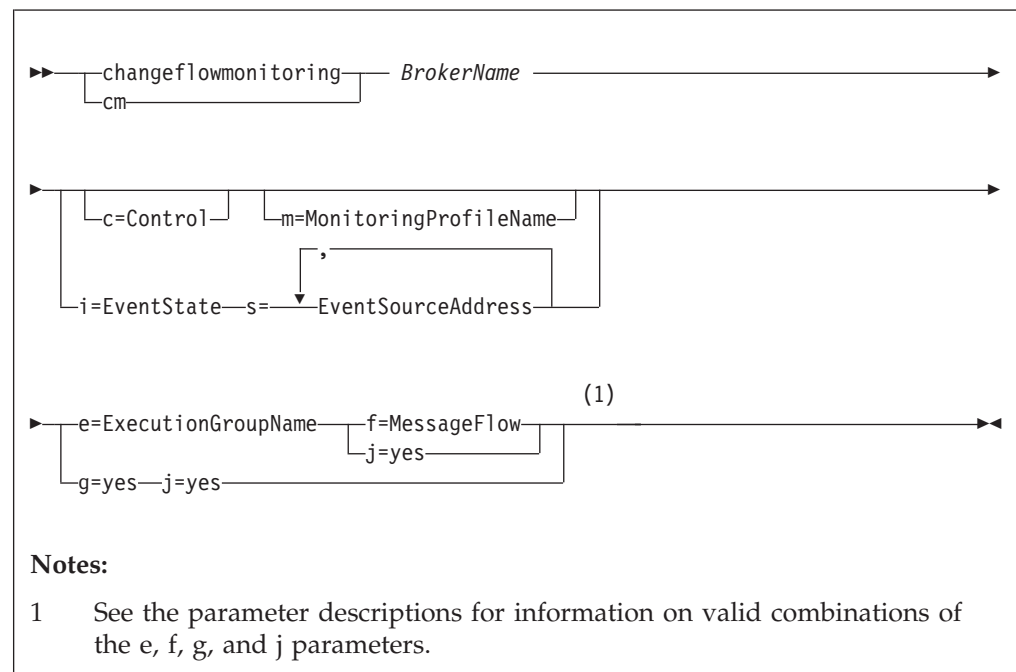 changeflowmonitoring BrokerName
cm
c=Control m=MonitoringProfileName
,
i=EventState s= EventSourceAddress
(1)
e=ExecutionGroupName f=MessageFlow
j=yes
g=yes j=yes
Notes:
1 See the parameter descriptions for information on valid combinations of
the e, f, g, and j parameters.